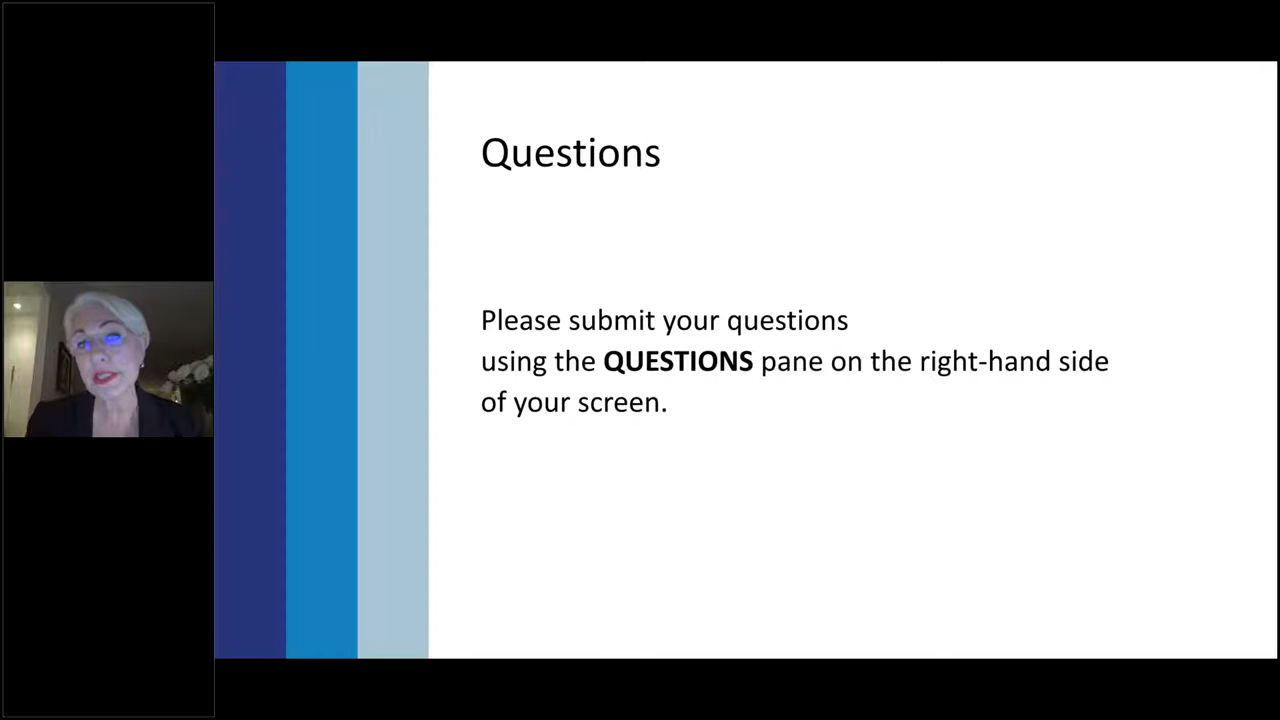 Questions
Please submit your questions
using the QUESTIONS pane on the right-hand side
of your screen.